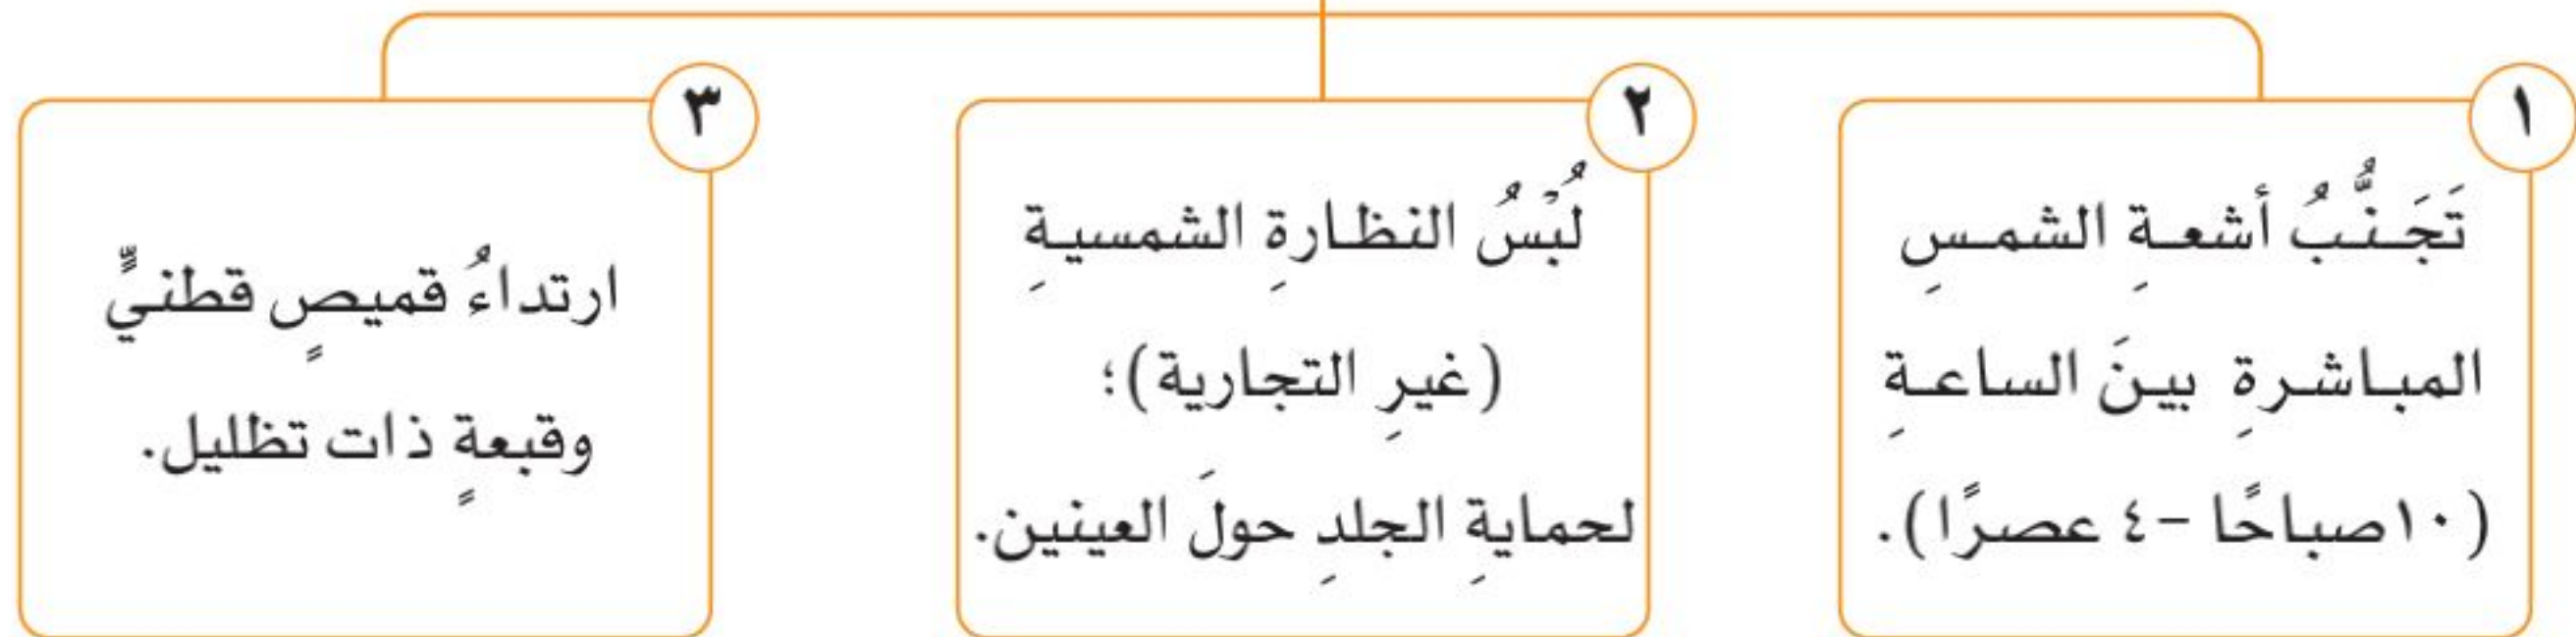 ١
تَجَنُّبُ أشعةِ الشمسِ
المباشرةِ بينَ الساعةِ
(١٠صباحًا -٤ عصرًا).
٢
لُبْسُ النظارةِ الشمسيةِ
(غيرِ التجارية)؛
لحمايةِ الجلدِ حولَ العينين.
٣
ارتداءُ قميصٍ قطنيٍّ
وقبعةٍ ذات تظليل.